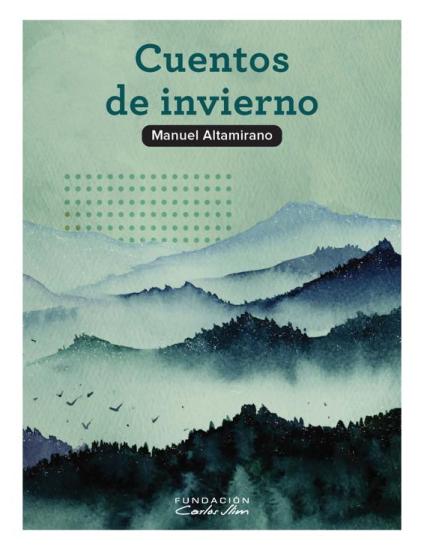 Cuentos
de invierno
Manuel Altamirano
FUNDACIÓN
Carlos Slim